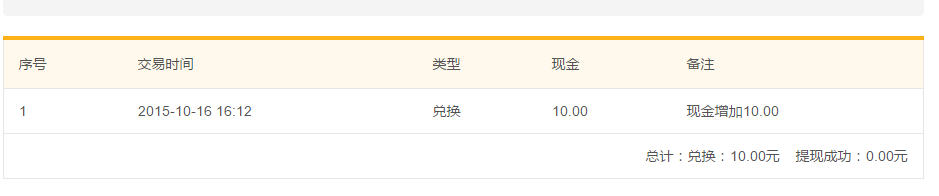 序号 交易时间 类型 现金 备注
1 2015-10-16 16:12 兑换 10.00 现金增加10.00
总计：兑换：10.00元 提现成功：0.00元